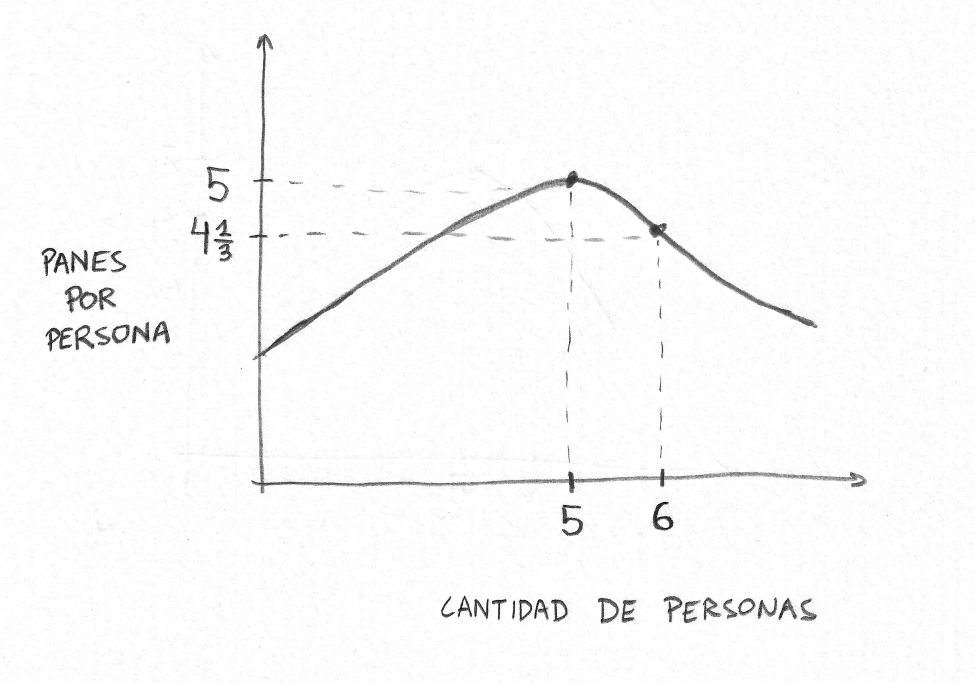 5
4 1/3
PANES
POR
PERSONA
5 6
CANTIDAD DE PERSONAS